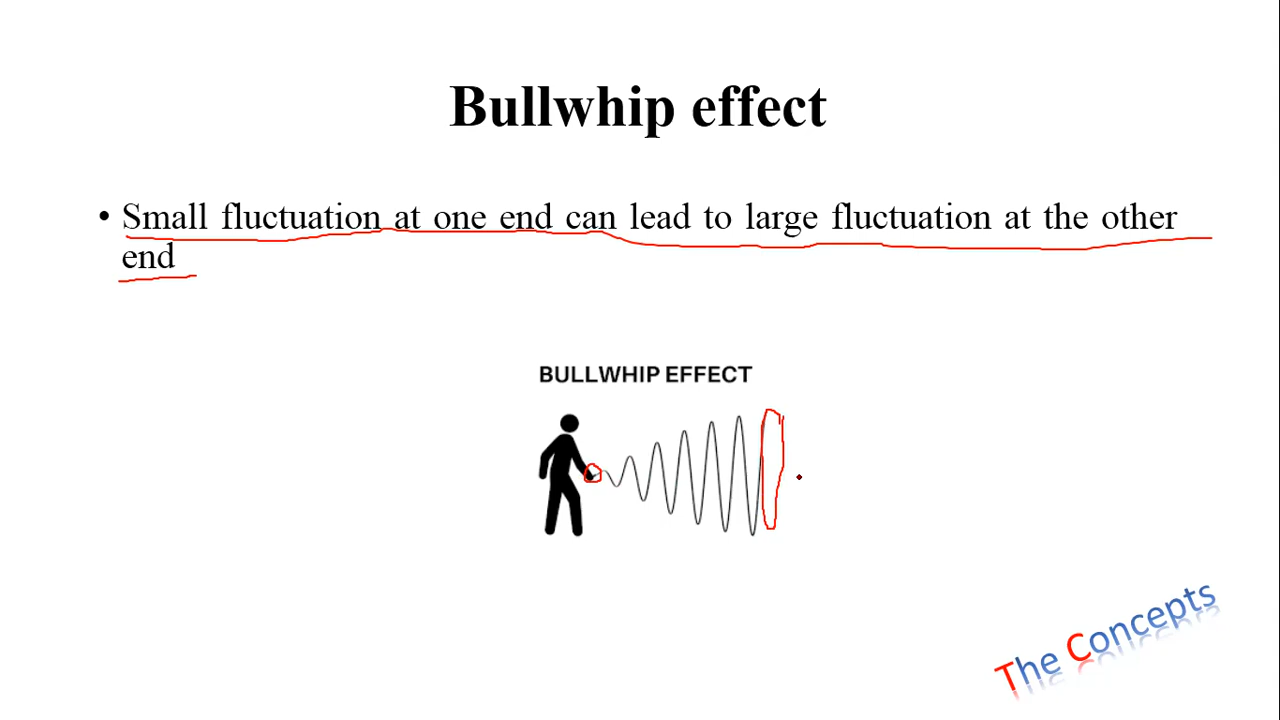 Bullwhip effect
• Small fluctuation at one end can lead to large fluctuation at the other
end
BULLWHIP EFFECT
The Concepts